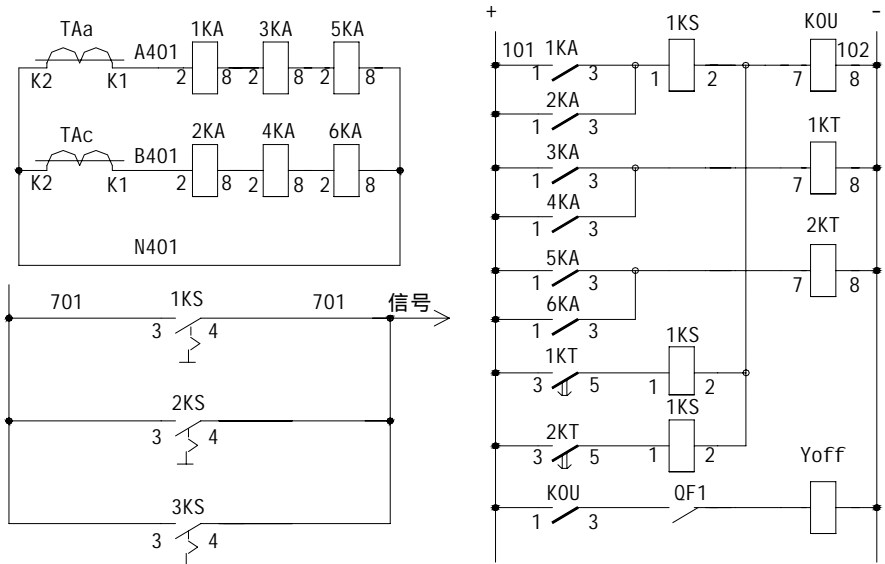 TAa
A401
1KA
3KA
5KA
K2
K1
2
8
2
8
2
8
TAc
B401
2KA
4KA
6KA
K2
K1
2
8
2
8
2
8
N401
701
1KS
701
信号
3
4
2KS
3
4
3KS
3
4
+
-
101
1KA
1KS
KOU
102
1
3
1
2
7
8
2KA
1
3
3KA
1KT
1
3
7
8
4KA
1
3
5KA
2KT
1
3
7
8
6KA
1
3
1KT
1KS
3
5
1
2
2KT
1KS
3
5
1
2
Yoff
KOU
QF1
1
3